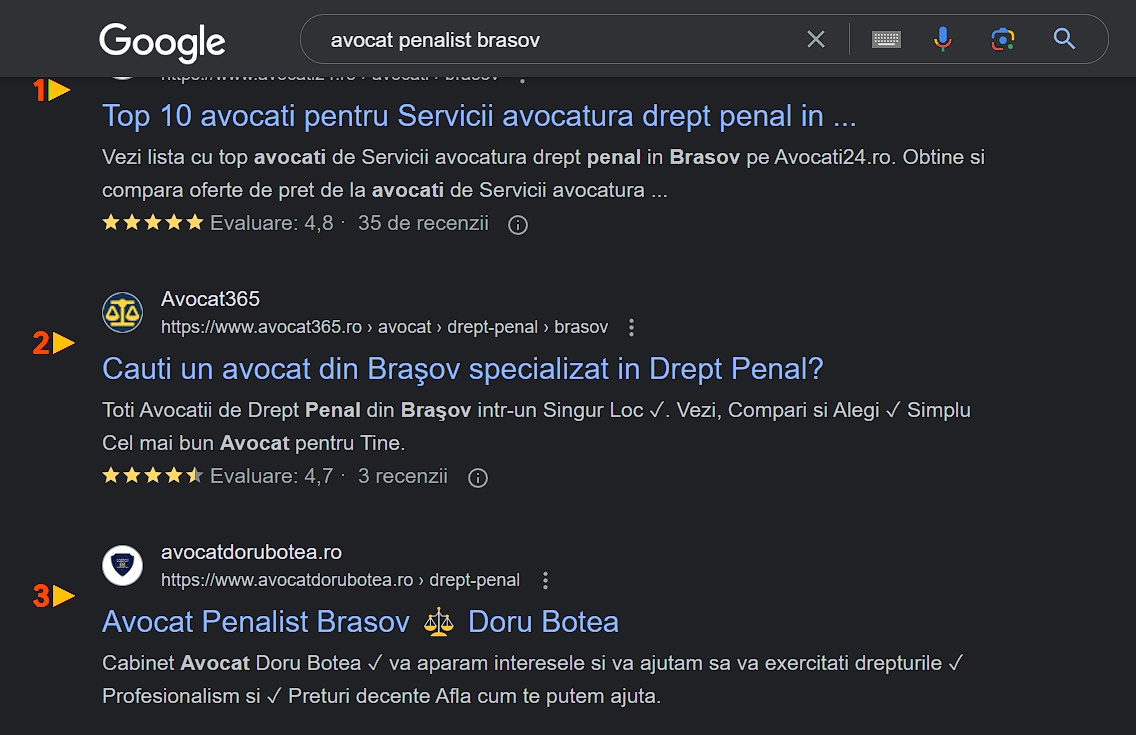 Google
avocat penalist brasov
https://www.avocati24.ro › avocati › brasov
1
Top 10 avocati pentru Servicii avocatura drept penal in ...
Vezi lista cu top avocati de Servicii avocatura drept penal in Brasov pe Avocati24.ro. Obtine si
compara oferte de pret de la avocati de Servicii avocatura ...
Evaluare: 4,8 · 35 de recenzii
Avocat365
https://www.avocat365.ro › avocat › drept-penal › brasov
2
Cauti un avocat din Braşov specializat in Drept Penal?
Toti Avocatii de Drept Penal din Braşov intr-un Singur Loc ✓. Vezi, Compari si Alegi ✓ Simplu
Cel mai bun Avocat pentru Tine.
Evaluare: 4,7 · 3 recenzii
avocatdorubotea.ro
https://www.avocatdorubotea.ro › drept-penal
3
Avocat Penalist Brasov ⚖️ Doru Botea
Cabinet Avocat Doru Botea ✓ va aparam interesele si va ajutam sa va exercitati drepturile ✓
Profesionalism si ✓ Preturi decente Afla cum te putem ajuta.